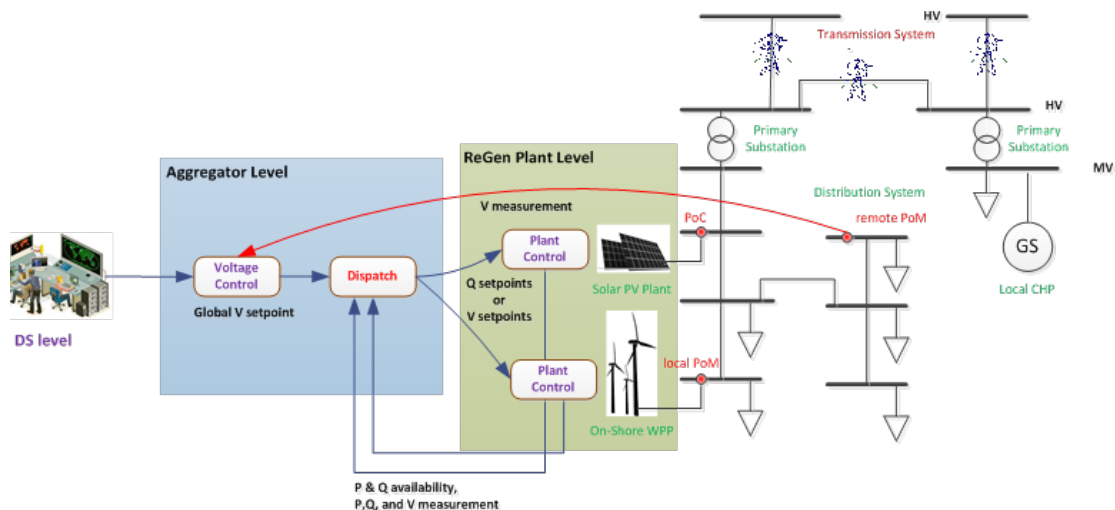 HV
Transmission System
HV
Primary
Substation
Primary
Substation
MV
Aggregator Level
ReGen Plant Level
Distribution System
V measurement
PoC
remote PoM
Plant
Control
GS
Voltage
Control
Dispatch
Q setpoints
or
V setpoints
Solar PV Plant
Local CHP
Global V setpoint
DS level
Plant
Control
local PoM
On-Shore WPP
P & Q availability,
P,Q, and V measurement